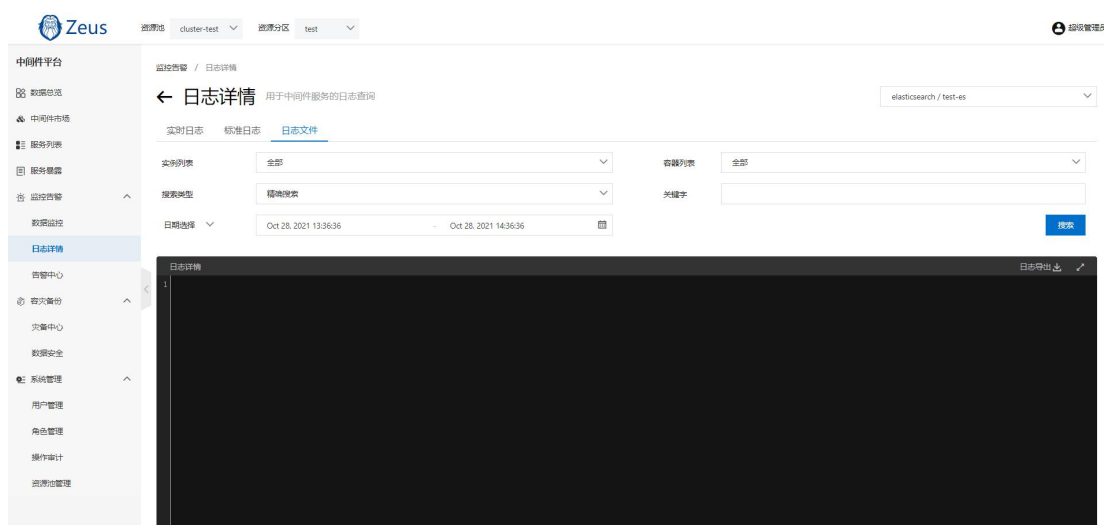 Zeus
资源池 cluster-test 资源分区 test
超级管理员
中间件平台
数据总览
中间件市场
服务列表
服务暴露
监控告警
数据监控
日志详情
告警中心
容灾备份
灾备中心
数据安全
系统管理
用户管理
角色管理
操作审计
资源池管理
监控告警 / 日志详情
← 日志详情 用于中间件服务的日志查询
elasticsearch / test-es
实时日志 标准日志 日志文件
实例列表 全部 容器列表 全部
搜索类型 精确搜索 关键字
日期选择 Oct 28, 2021 13:36:36 - Oct 28, 2021 14:36:36 搜索
日志详情 日志导出
1